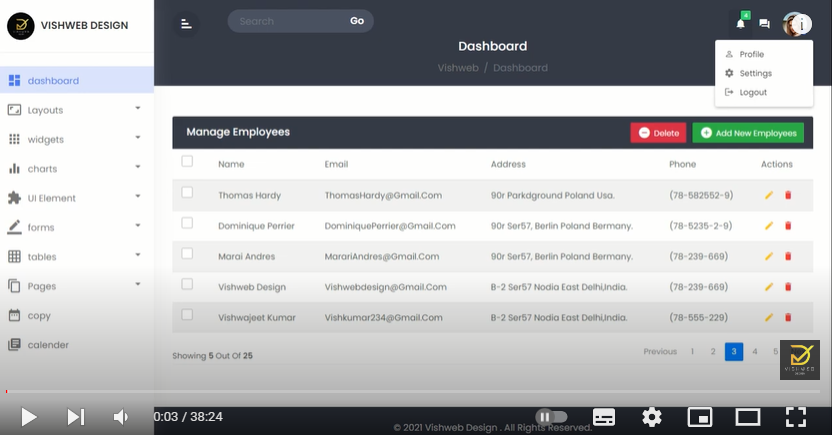 VISHWEB DESIGN
Search Go
4
Dashboard
Vishweb / Dashboard
Profile
Settings
Logout
dashboard
Layouts
widgets
charts
UI Element
forms
tables
Pages
copy
calender
Manage Employees Delete Add New Employees
Name Email Address Phone Actions
Thomas Hardy ThomasHardy@Gmail.Com 90r Parkdground Poland Usa. (78-582552-9)
Dominique Perrier DominiquePerrier@Gmail.Com 90r Ser57, Berlin Poland Bermany. (78-5235-2-9)
Marai Andres MarariAndres@Gmail.Com 90r Ser57, Berlin Poland Bermany. (78-239-669)
Vishweb Design Vishwebdesign@Gmail.Com B-2 Ser57 Nodia East Delhi,India. (78-239-669)
Vishwajeet Kumar Vishkumar234@Gmail.Com B-2 Ser57 Nodia East Delhi,India. (78-555-229)
Showing 5 Out Of 25
Previous 1 2 3 4 5
0:03 / 38:24
© 2021 Vishweb Design . All Rights Reserved.